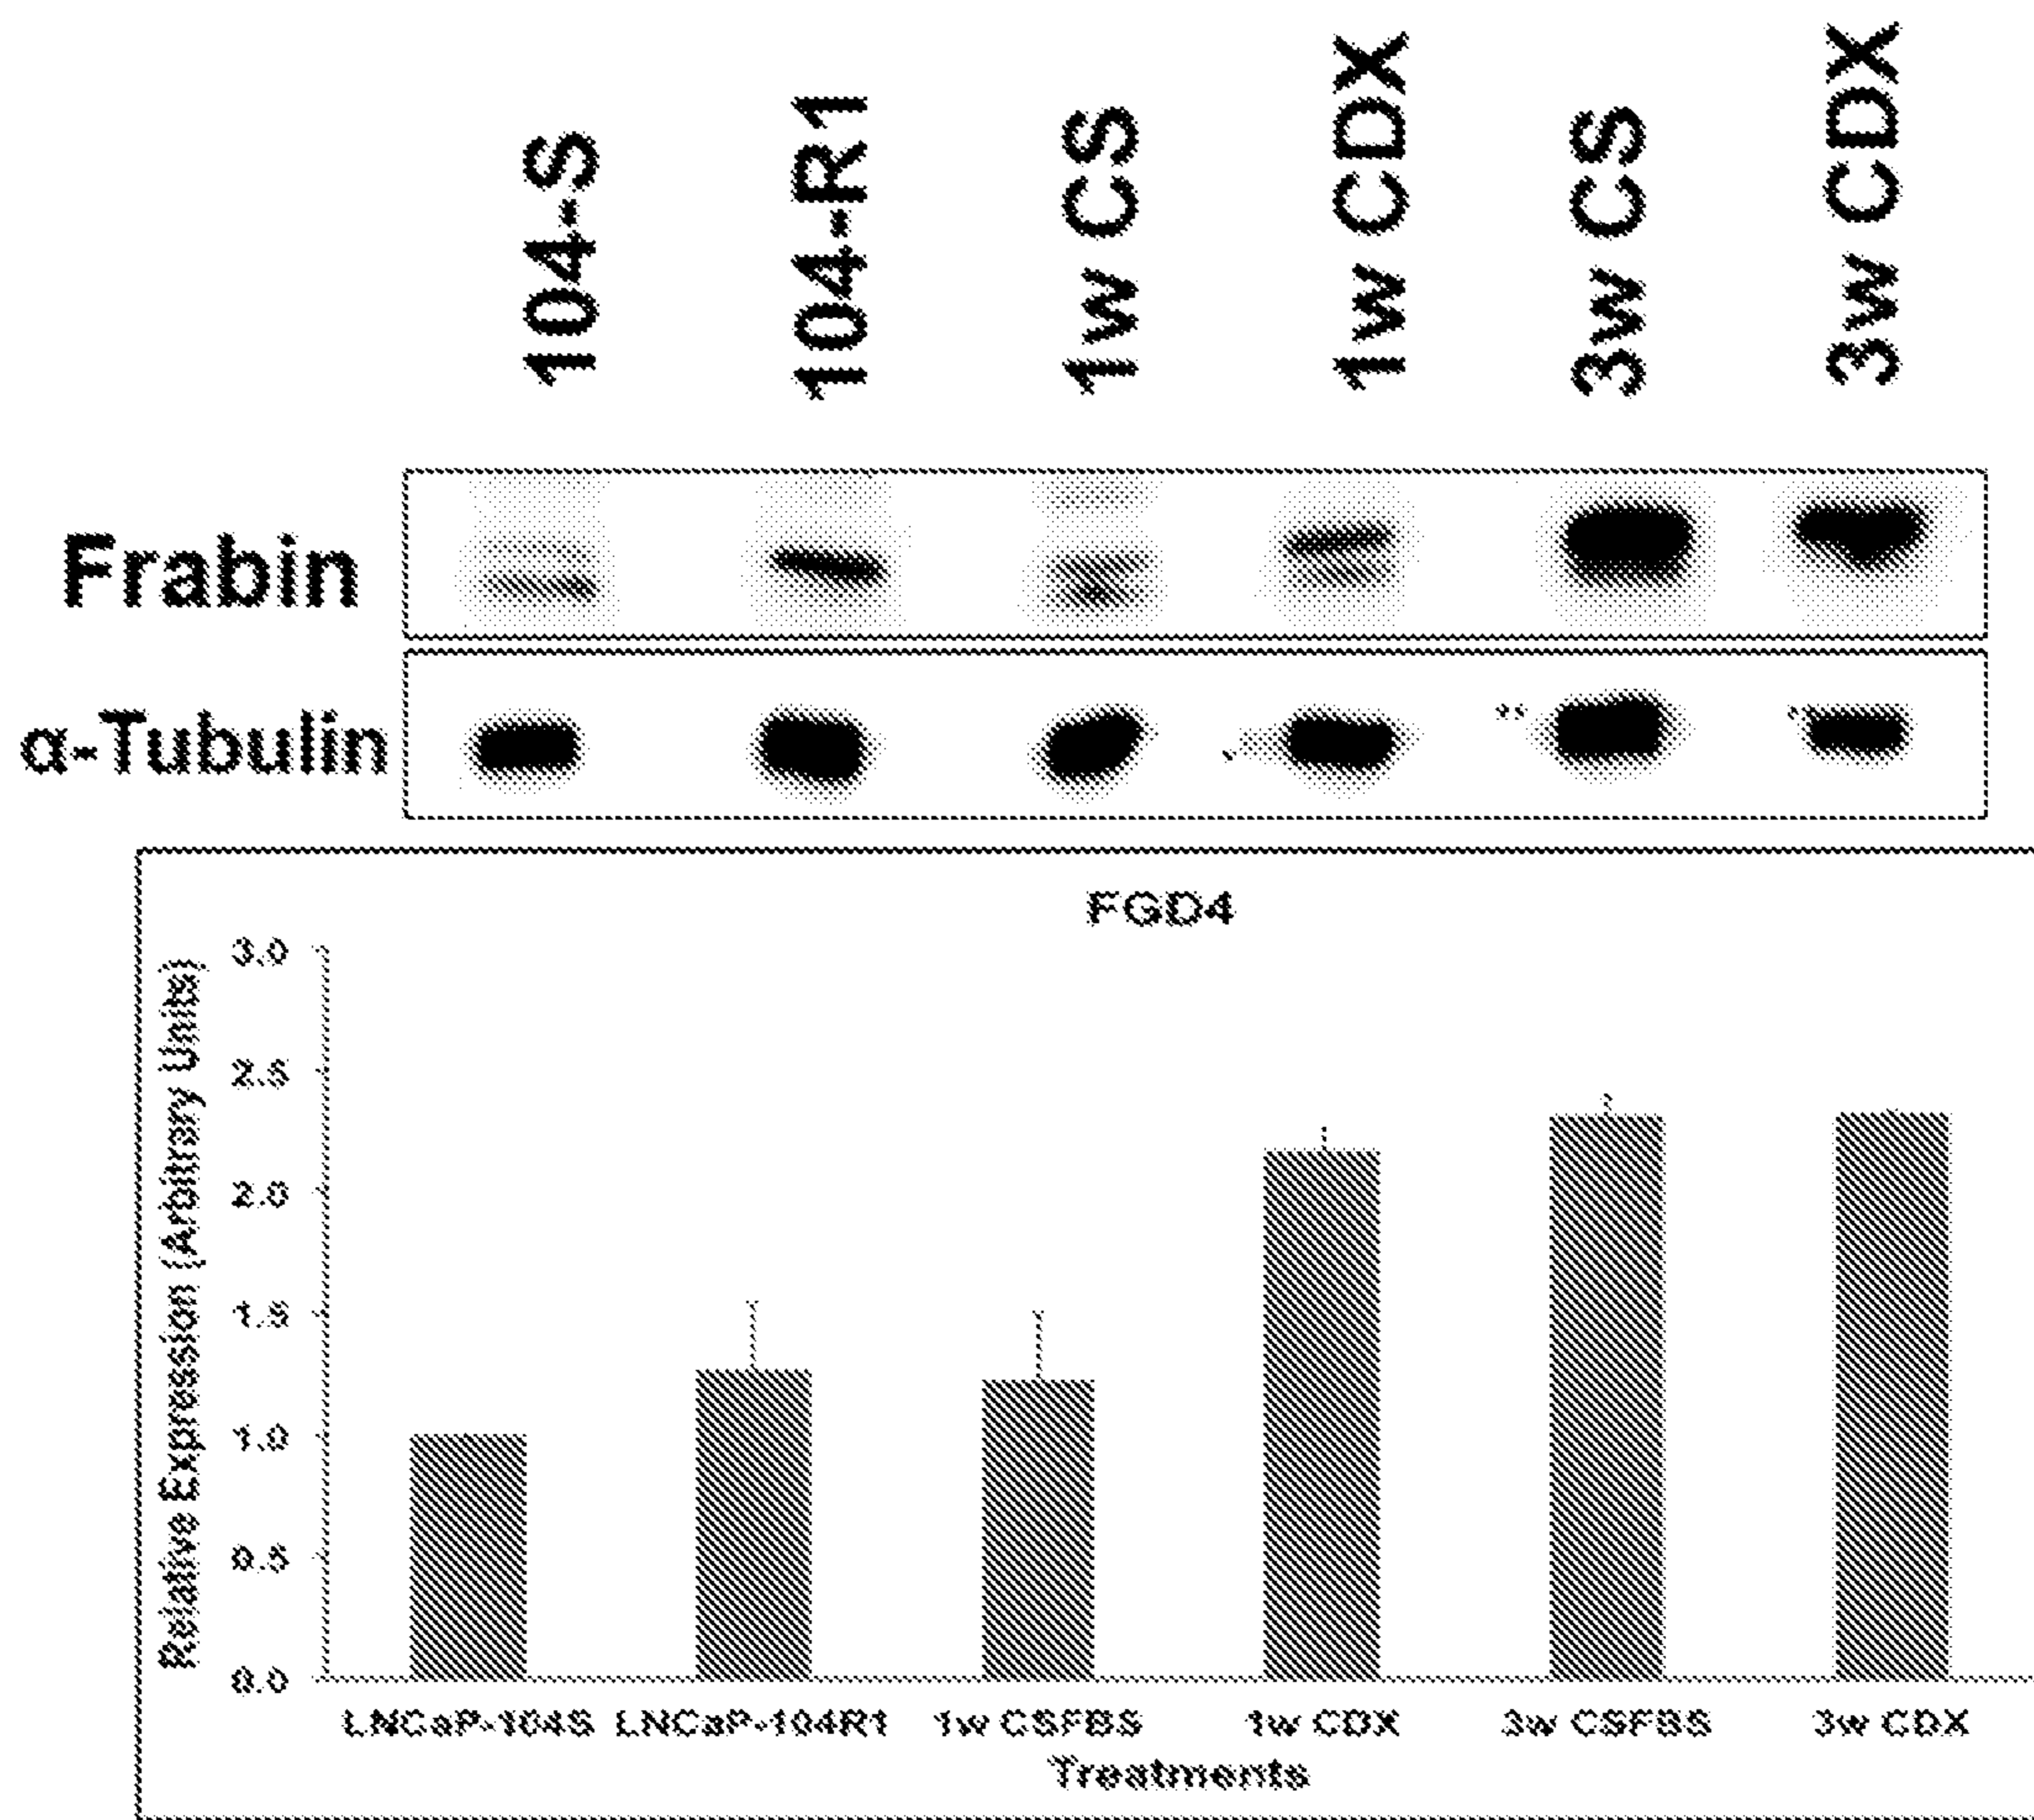 104-S
104-R1
1w CS
1w CDX
3w CS
3w CDX
Frabin
α-Tubulin
FGD4
Relative Expression (Arbitrary Units)
3.0
2.5
2.0
1.5
1.0
0.5
0.0
LNCaP-104S LNCaP-104R1 1w CSFBS 1w CDX 3w CSFBS 3w CDX
Treatments